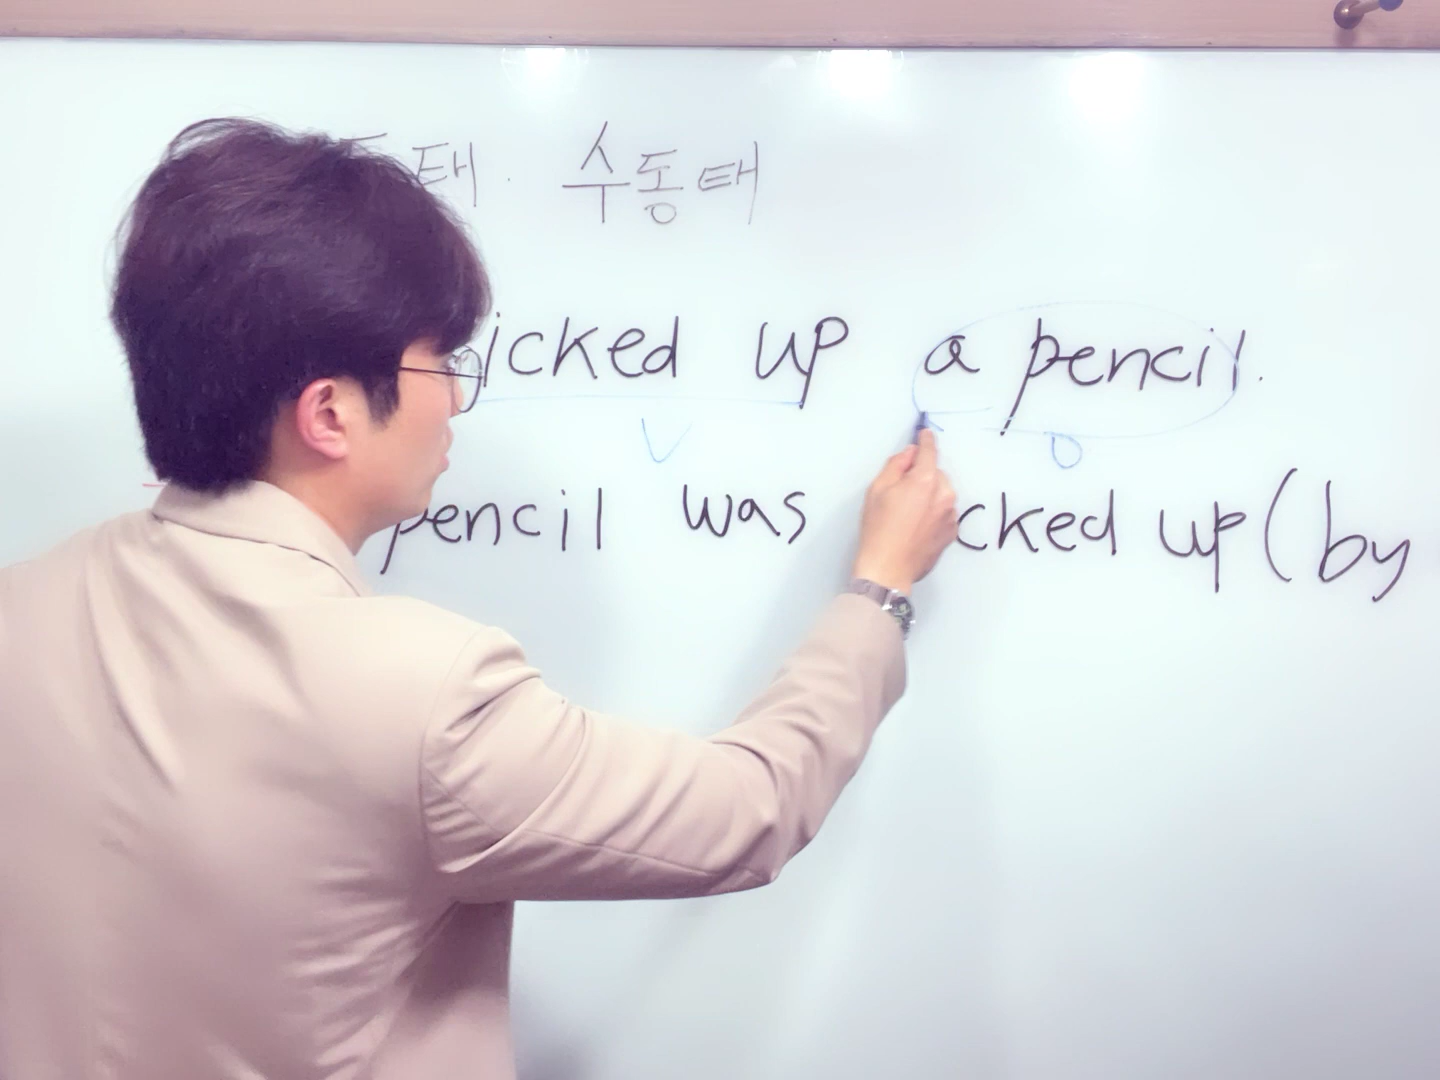 태. 수동태
icked up a pencil.
V O
pencil was cked up (by